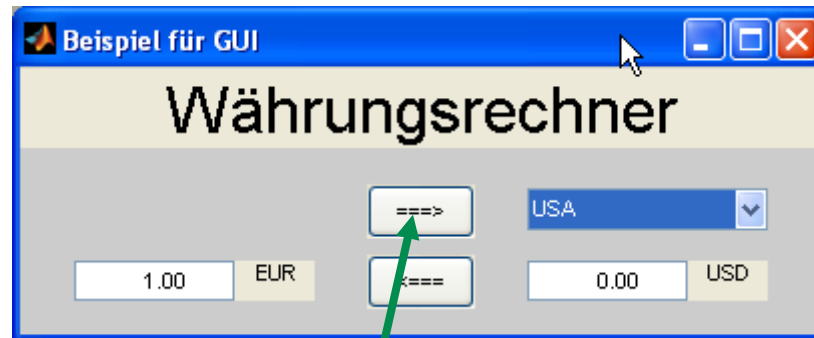 Beispiel für GUI
Währungsrechner
===> USA
1.00 EUR <=== 0.00 USD